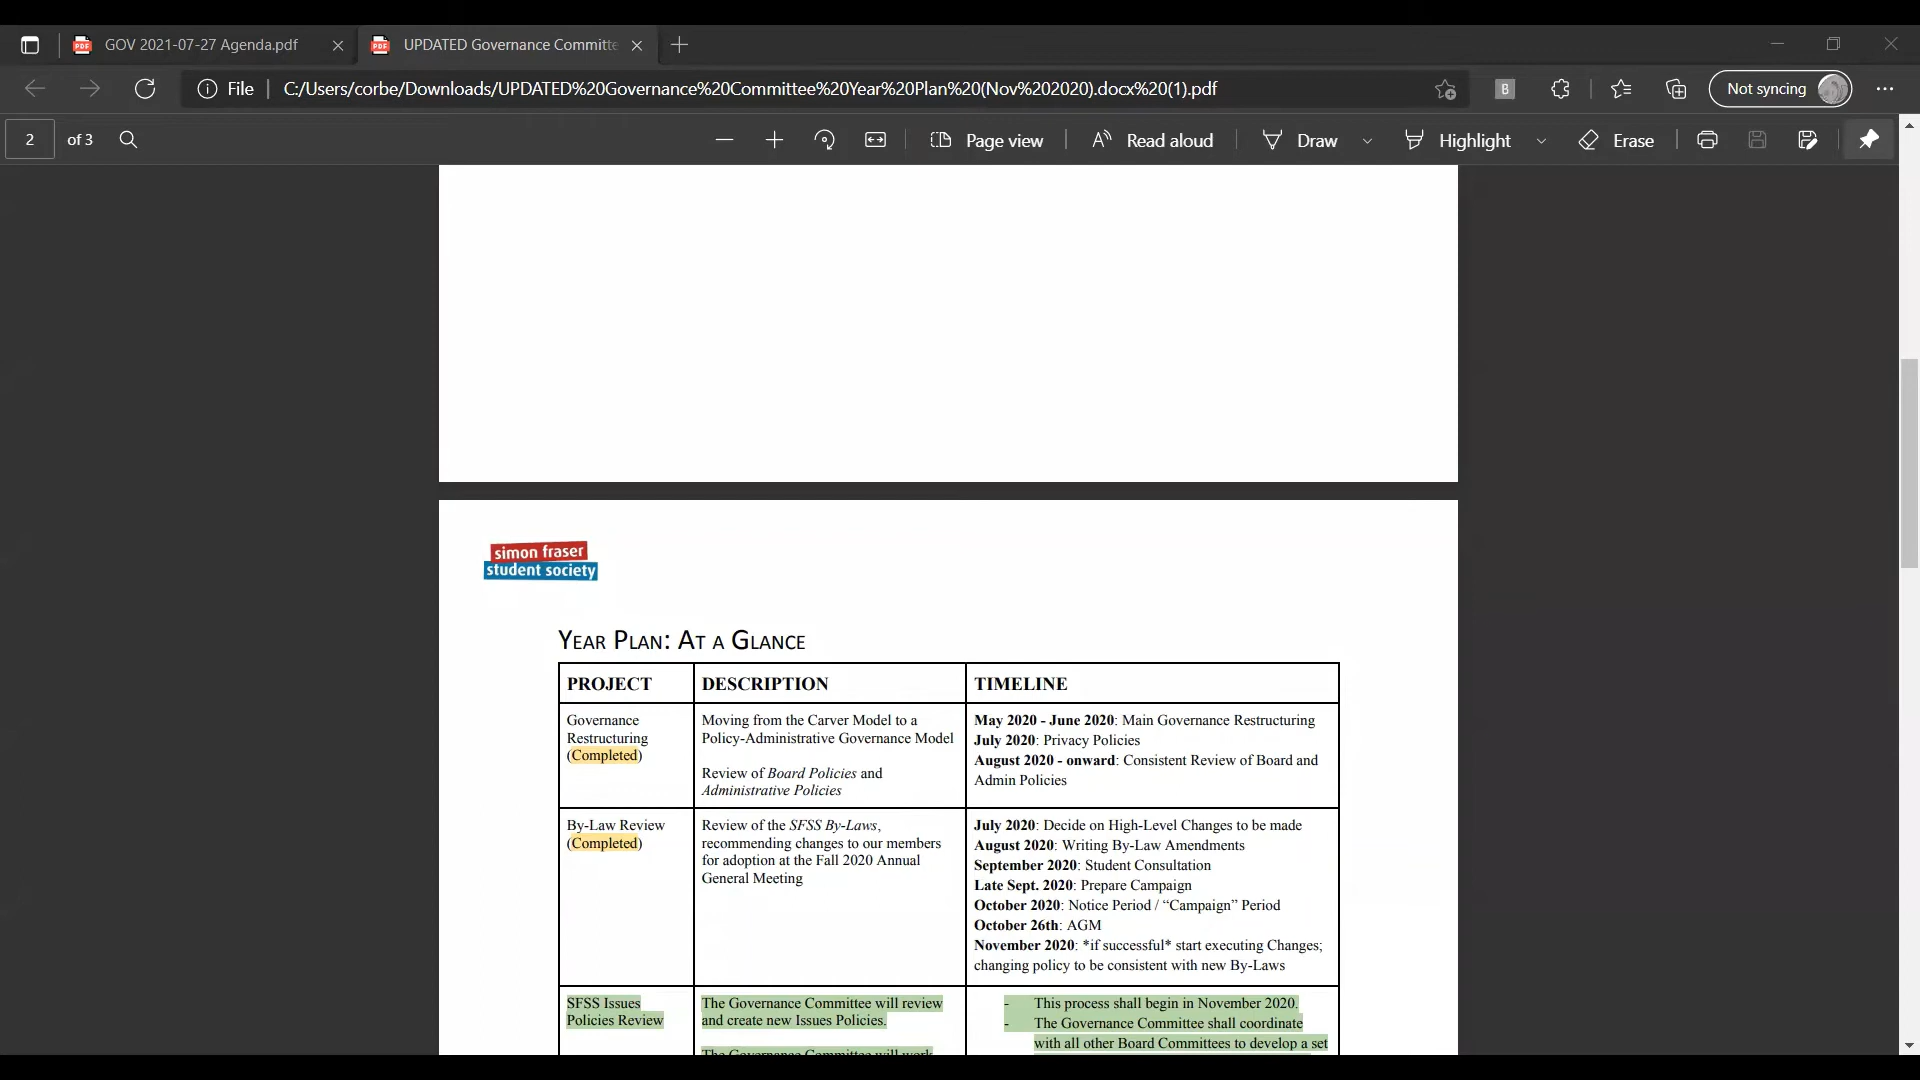 GOV 2021-07-27 Agenda.pdf
UPDATED Governance Committe
File
C:/Users/corbe/Downloads/UPDATED%20Governance%20Committee%20Year%20Plan%20(Nov%202020).docx%20(1).pdf
B
Not syncing
2 of 3
Page view
Read aloud
Draw
Highlight
Erase
simon fraser
student society
YEAR PLAN: AT A GLANCE
PROJECT
DESCRIPTION
TIMELINE
Governance
Restructuring
(Completed)
Moving from the Carver Model to a
Policy-Administrative Governance Model
Review of Board Policies and
Administrative Policies
May 2020 - June 2020: Main Governance Restructuring
July 2020: Privacy Policies
August 2020 - onward: Consistent Review of Board and
Admin Policies
By-Law Review
(Completed)
Review of the SFSS By-Laws,
recommending changes to our members
for adoption at the Fall 2020 Annual
General Meeting
July 2020: Decide on High-Level Changes to be made
August 2020: Writing By-Law Amendments
September 2020: Student Consultation
Late Sept. 2020: Prepare Campaign
October 2020: Notice Period / “Campaign” Period
October 26th: AGM
November 2020: *if successful* start executing Changes;
changing policy to be consistent with new By-Laws
SFSS Issues
Policies Review
The Governance Committee will review
and create new Issues Policies.
The Governance Committee will work
- This process shall begin in November 2020.
- The Governance Committee shall coordinate
with all other Board Committees to develop a set